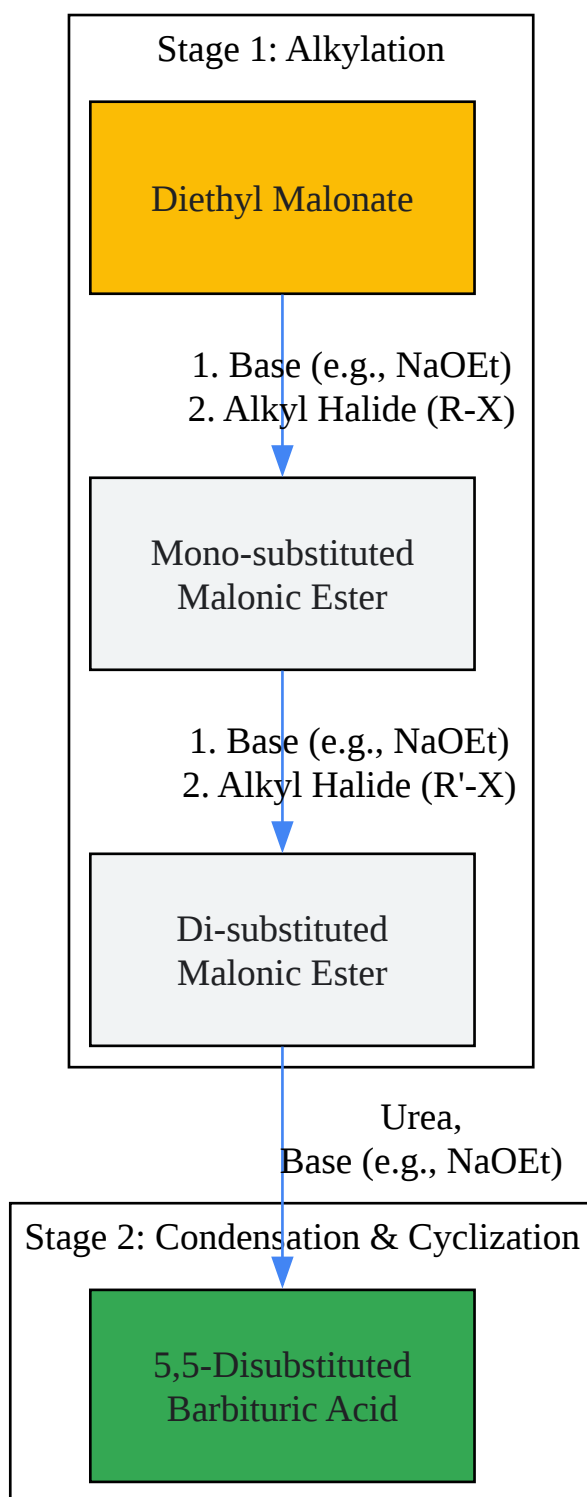 Stage 1: Alkylation
Diethyl Malonate
1. Base (e.g., NaOEt)
2. Alkyl Halide (R-X)
Mono-substituted
Malonic Ester
1. Base (e.g., NaOEt)
2. Alkyl Halide (R'-X)
Di-substituted
Malonic Ester
Urea,
Base (e.g., NaOEt)
Stage 2: Condensation & Cyclization
5,5-Disubstituted
Barbituric Acid